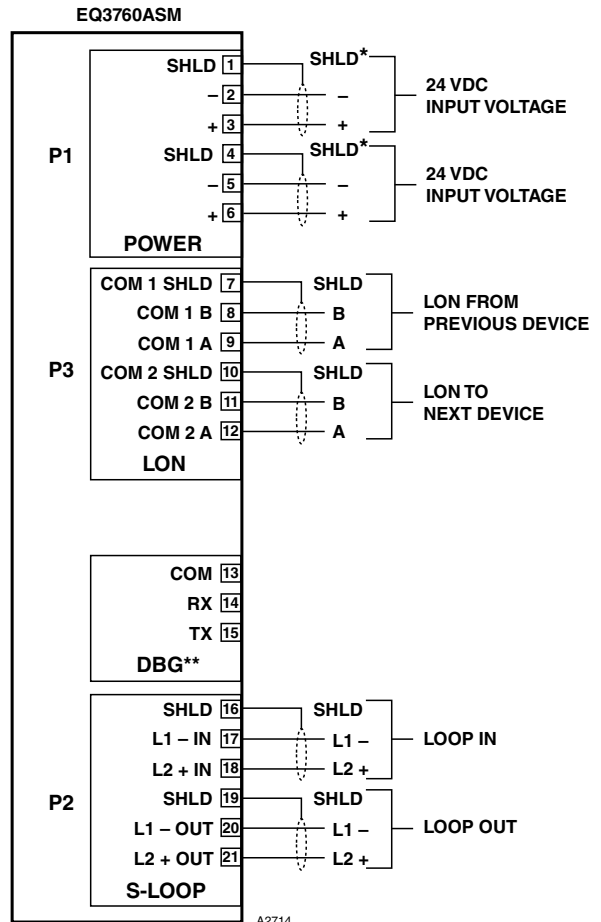 EQ3760ASM
P1
SHLD 1 SHLD*
– 2 –
+ 3 +
24 VDC
INPUT VOLTAGE
SHLD 4 SHLD*
– 5 –
+ 6 +
24 VDC
INPUT VOLTAGE
POWER
P3
COM 1 SHLD 7 SHLD
COM 1 B 8 B
COM 1 A 9 A
LON FROM
PREVIOUS DEVICE
COM 2 SHLD 10 SHLD
COM 2 B 11 B
COM 2 A 12 A
LON TO
NEXT DEVICE
LON
COM 13
RX 14
TX 15
DBG**
P2
SHLD 16 SHLD
L1 – IN 17 L1 –
L2 + IN 18 L2 +
LOOP IN
SHLD 19 SHLD
L1 – OUT 20 L1 –
L2 + OUT 21 L2 +
LOOP OUT
S-LOOP
A2714